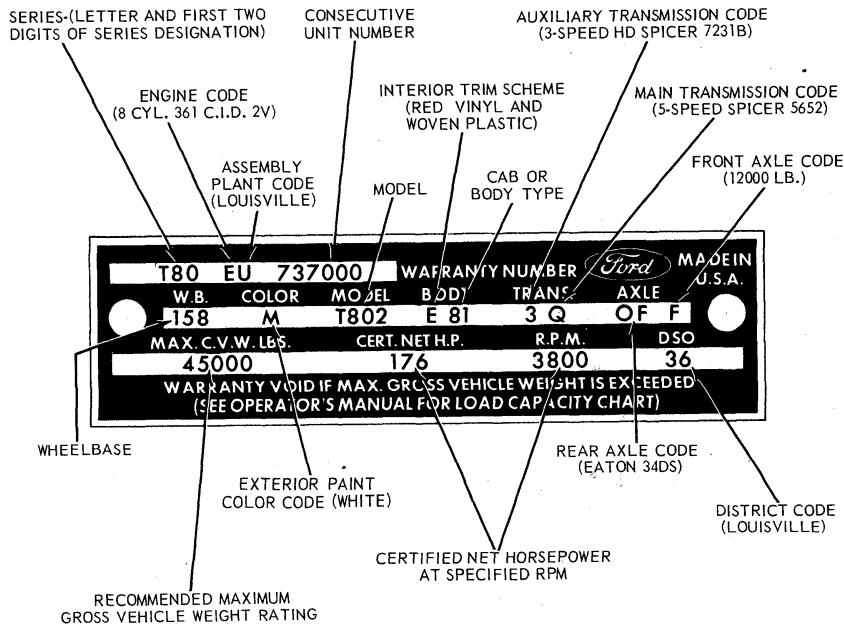 SERIES-(LETTER AND FIRST TWO
DIGITS OF SERIES DESIGNATION)
CONSECUTIVE
UNIT NUMBER
AUXILIARY TRANSMISSION CODE
(3-SPEED HD SPICER 7231B)
ENGINE CODE
(8 CYL. 361 C.I.D. 2V)
INTERIOR TRIM SCHEME
(RED VINYL AND
WOVEN PLASTIC)
MAIN TRANSMISSION CODE
(5-SPEED SPICER 5652)
ASSEMBLY
PLANT CODE
(LOUISVILLE)
MODEL
CAB OR
BODY TYPE
FRONT AXLE CODE
(12000 LB.)
T80 EU 737000 WARRANTY NUMBER Ford MADE IN
U.S.A.
W.B. COLOR MODEL BODY TRANS. AXLE
158 M T802 E 81 3 Q OF F
MAX. G.V.W. LBS. CERT. NET H.P. R.P.M. DSO
45000 176 3800 36
WARRANTY VOID IF MAX. GROSS VEHICLE WEIGHT IS EXCEEDED
(SEE OPERATOR'S MANUAL FOR LOAD CAPACITY CHART)
WHEELBASE
EXTERIOR PAINT
COLOR CODE (WHITE)
REAR AXLE CODE
(EATON 34DS)
DISTRICT CODE
(LOUISVILLE)
CERTIFIED NET HORSEPOWER
AT SPECIFIED RPM
RECOMMENDED MAXIMUM
GROSS VEHICLE WEIGHT RATING